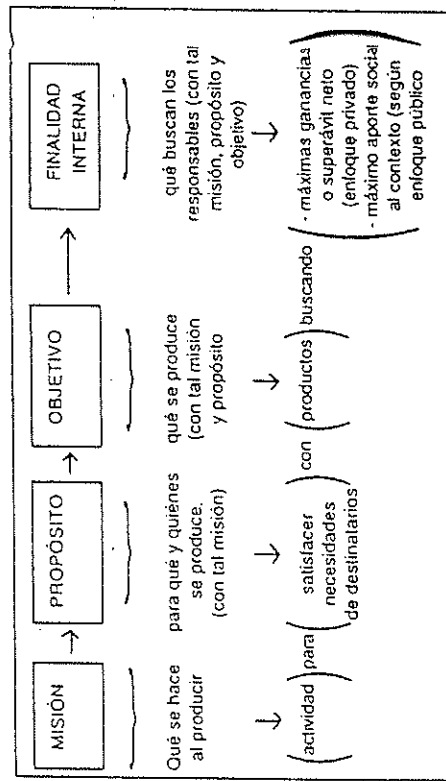 MISIÓN
PROPÓSITO
OBJETIVO
FINALIDAD
INTERNA
Qué se hace
al producir
para qué y quiénes
se produce.
(con tal misión)
qué se produce
(con tal misión
y propósito
qué buscan los
responsables (con tal
misión, propósito y
objetivo)
(actividad)
para
(satisfacer
necesidades
de destinatarios)
con
(productos)
buscando
(- máximas ganancias
o superávit neto
(enfoque privado)
- máximo aporte social
al contexto (según
enfoque público)